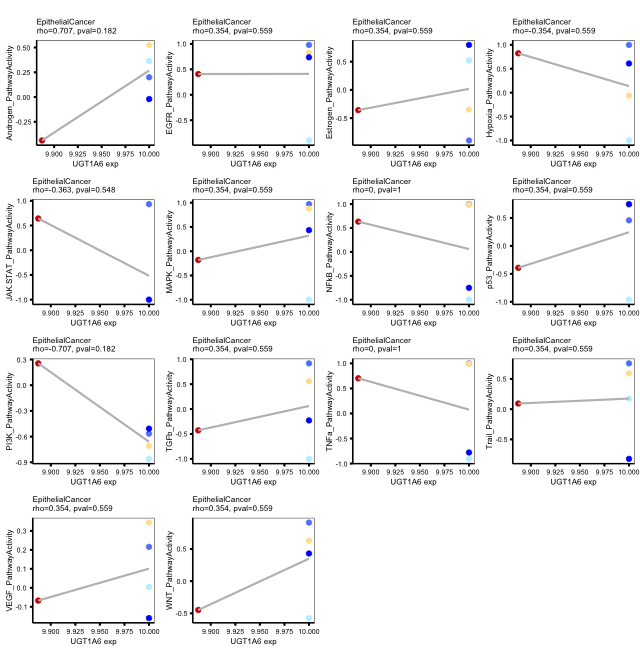 EpithelialCancer
rho=0.707, pval=0.182
Androgen_PathwayActivity
0.50
0.25
0.00
-0.25
9.900 9.925 9.950 9.975 10.000
UGT1A6 exp
EpithelialCancer
rho=0.354, pval=0.559
EGFR_PathwayActivity
1.0
0.5
0.0
-0.5
9.900 9.925 9.950 9.975 10.000
UGT1A6 exp
EpithelialCancer
rho=0.354, pval=0.559
Estrogen_PathwayActivity
0.5
0.0
-0.5
9.900 9.925 9.950 9.975 10.000
UGT1A6 exp
EpithelialCancer
rho=-0.354, pval=0.559
Hypoxia_PathwayActivity
1.0
0.5
0.0
-0.5
-1.0
9.900 9.925 9.950 9.975 10.000
UGT1A6 exp
EpithelialCancer
rho=-0.363, pval=0.548
JAK.STAT_PathwayActivity
1.0
0.5
0.0
-0.5
-1.0
9.900 9.925 9.950 9.975 10.000
UGT1A6 exp
EpithelialCancer
rho=0.354, pval=0.559
MAPK_PathwayActivity
1.0
0.5
0.0
-0.5
-1.0
9.900 9.925 9.950 9.975 10.000
UGT1A6 exp
EpithelialCancer
rho=0, pval=1
NFkB_PathwayActivity
1.0
0.5
0.0
-0.5
-1.0
9.900 9.925 9.950 9.975 10.000
UGT1A6 exp
EpithelialCancer
rho=0.354, pval=0.559
p53_PathwayActivity
0.5
0.0
-0.5
-1.0
9.900 9.925 9.950 9.975 10.000
UGT1A6 exp
EpithelialCancer
rho=-0.707, pval=0.182
PI3K_PathwayActivity
0.3
0.0
-0.3
-0.6
-0.9
9.900 9.925 9.950 9.975 10.000
UGT1A6 exp
EpithelialCancer
rho=0.354, pval=0.559
TGFb_PathwayActivity
1.0
0.5
0.0
-0.5
-1.0
9.900 9.925 9.950 9.975 10.000
UGT1A6 exp
EpithelialCancer
rho=0, pval=1
TNFa_PathwayActivity
1.0
0.5
0.0
-0.5
-1.0
9.900 9.925 9.950 9.975 10.000
UGT1A6 exp
EpithelialCancer
rho=0.354, pval=0.559
Trail_PathwayActivity
0.5
0.0
-0.5
9.900 9.925 9.950 9.975 10.000
UGT1A6 exp
EpithelialCancer
rho=0.354, pval=0.559
VEGF_PathwayActivity
0.3
0.2
0.1
0.0
-0.1
9.900 9.925 9.950 9.975 10.000
UGT1A6 exp
EpithelialCancer
rho=0.354, pval=0.559
WNT_PathwayActivity
0.5
0.0
-0.5
9.900 9.925 9.950 9.975 10.000
UGT1A6 exp